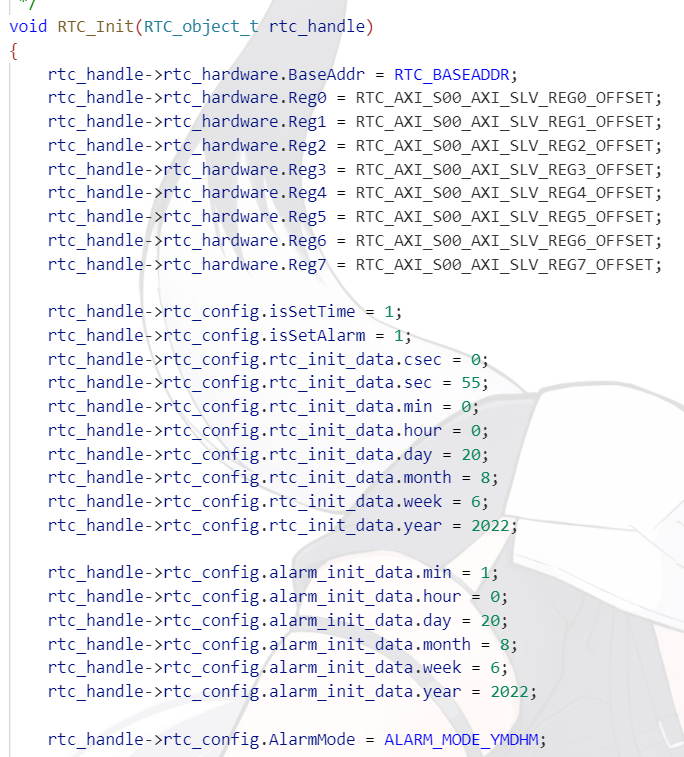 */
void RTC_Init(RTC_object_t rtc_handle)
{
    rtc_handle->rtc_hardware.BaseAddr = RTC_BASEADDR;
    rtc_handle->rtc_hardware.Reg0 = RTC_AXI_S00_AXI_SLV_REG0_OFFSET;
    rtc_handle->rtc_hardware.Reg1 = RTC_AXI_S00_AXI_SLV_REG1_OFFSET;
    rtc_handle->rtc_hardware.Reg2 = RTC_AXI_S00_AXI_SLV_REG2_OFFSET;
    rtc_handle->rtc_hardware.Reg3 = RTC_AXI_S00_AXI_SLV_REG3_OFFSET;
    rtc_handle->rtc_hardware.Reg4 = RTC_AXI_S00_AXI_SLV_REG4_OFFSET;
    rtc_handle->rtc_hardware.Reg5 = RTC_AXI_S00_AXI_SLV_REG5_OFFSET;
    rtc_handle->rtc_hardware.Reg6 = RTC_AXI_S00_AXI_SLV_REG6_OFFSET;
    rtc_handle->rtc_hardware.Reg7 = RTC_AXI_S00_AXI_SLV_REG7_OFFSET;

    rtc_handle->rtc_config.isSetTime = 1;
    rtc_handle->rtc_config.isSetAlarm = 1;
    rtc_handle->rtc_config.rtc_init_data.csec = 0;
    rtc_handle->rtc_config.rtc_init_data.sec = 55;
    rtc_handle->rtc_config.rtc_init_data.min = 0;
    rtc_handle->rtc_config.rtc_init_data.hour = 0;
    rtc_handle->rtc_config.rtc_init_data.day = 20;
    rtc_handle->rtc_config.rtc_init_data.month = 8;
    rtc_handle->rtc_config.rtc_init_data.week = 6;
    rtc_handle->rtc_config.rtc_init_data.year = 2022;

    rtc_handle->rtc_config.alarm_init_data.min = 1;
    rtc_handle->rtc_config.alarm_init_data.hour = 0;
    rtc_handle->rtc_config.alarm_init_data.day = 20;
    rtc_handle->rtc_config.alarm_init_data.month = 8;
    rtc_handle->rtc_config.alarm_init_data.week = 6;
    rtc_handle->rtc_config.alarm_init_data.year = 2022;

    rtc_handle->rtc_config.AlarmMode = ALARM_MODE_YMDHM;